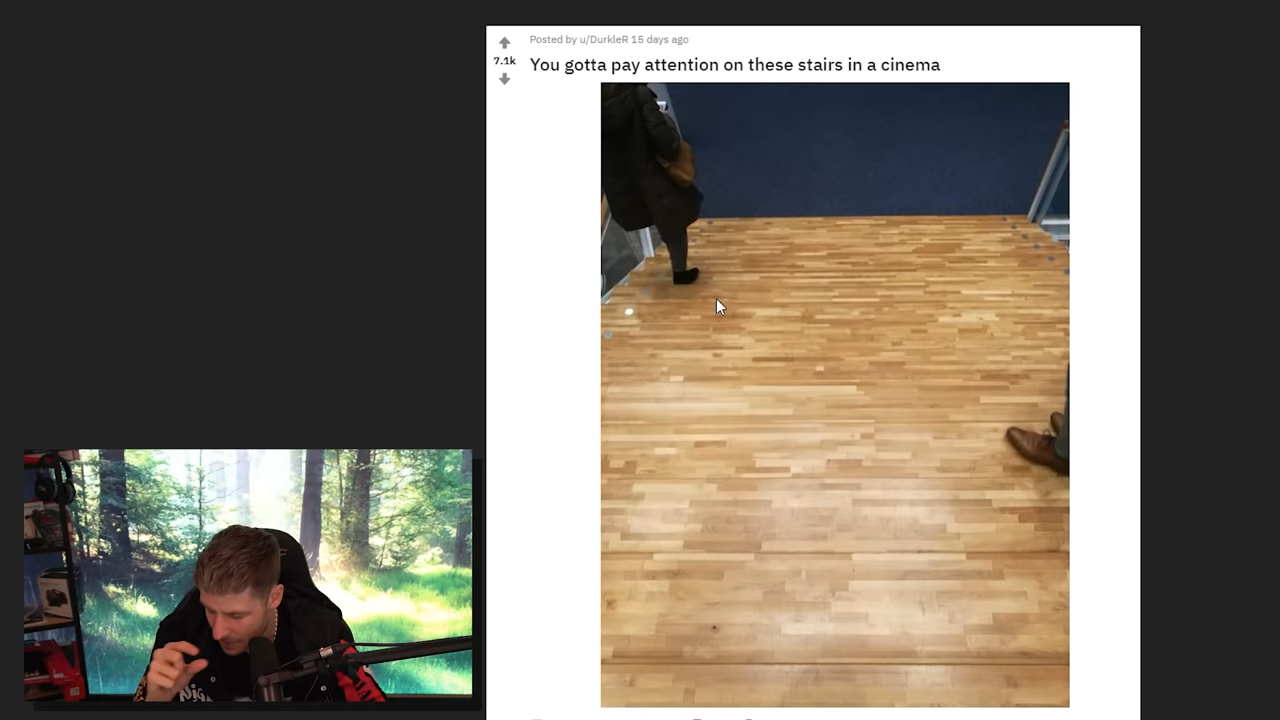 Posted by u/DurkleR 15 days ago
7.1k
You gotta pay attention on these stairs in a cinema